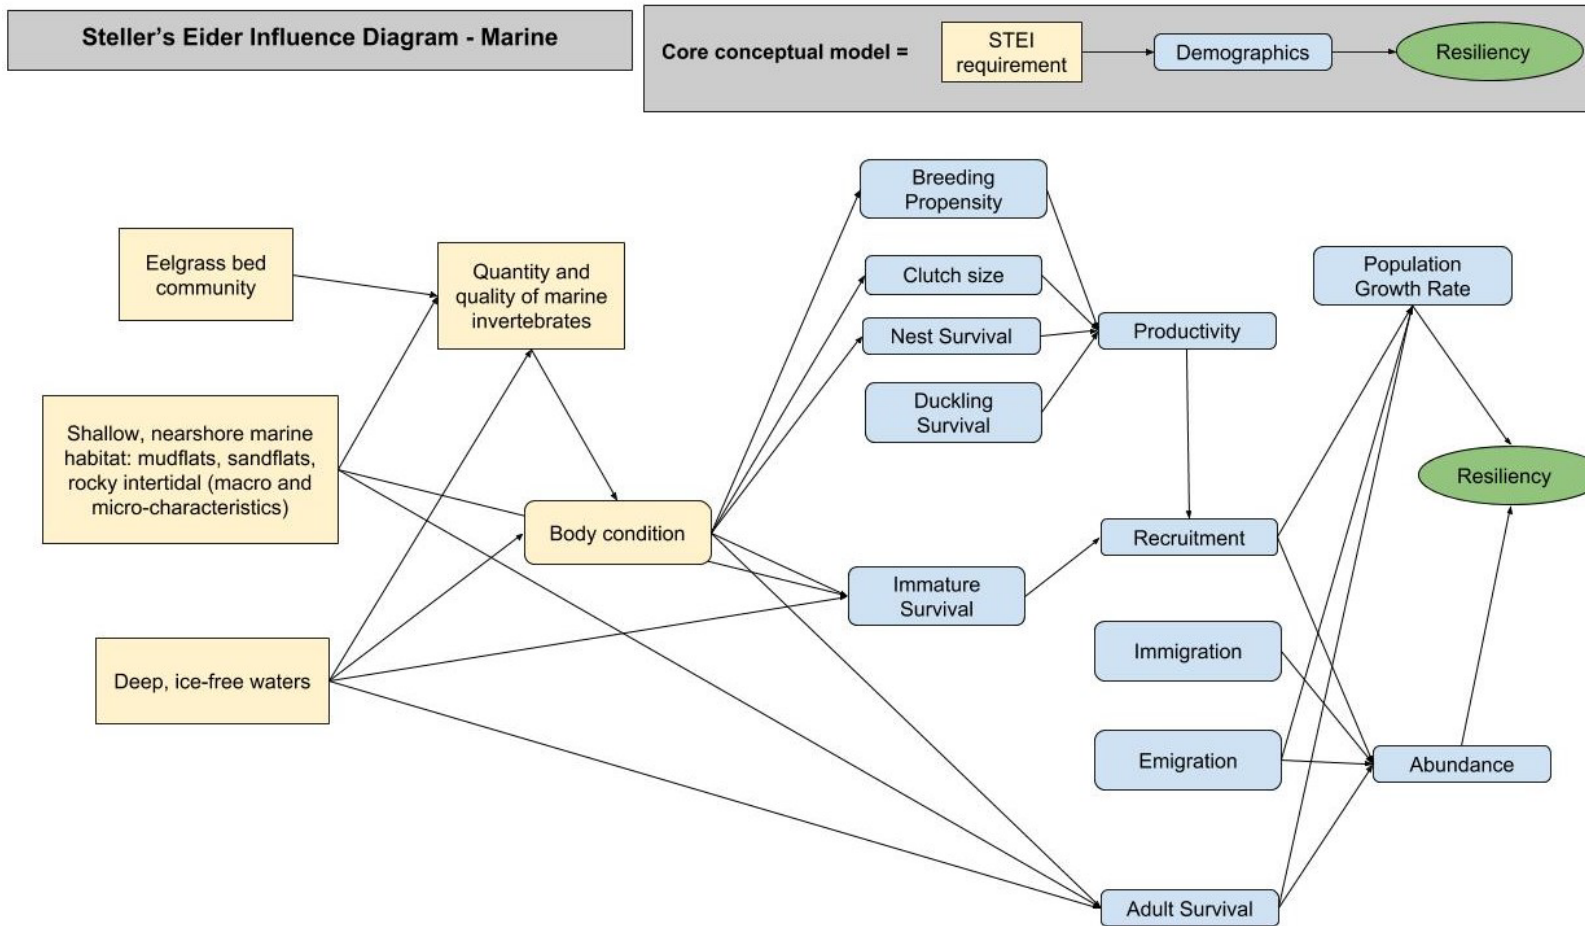 Steller's Eider Influence Diagram - Marine
Core conceptual model =
STEI
requirement
Demographics
Resiliency
Breeding
Propensity
Eelgrass bed
community
Quantity and
quality of marine
invertebrates
Clutch size
Population
Growth Rate
Nest Survival
Productivity
Duckling
Survival
Shallow, nearshore marine
habitat: mudflats, sandflats,
rocky intertidal (macro and
micro-characteristics)
Resiliency
Body condition
Recruitment
Immature
Survival
Immigration
Deep, ice-free waters
Emigration
Abundance
Adult Survival